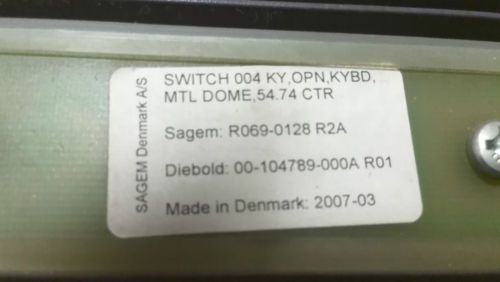 SAGEM Denmark A/S
SWITCH 004 KY,OPN,KYBD,
MTL DOME,54.74 CTR
Sagem: R069-0128 R2A
Diebold: 00-104789-000A R01
Made in Denmark: 2007-03